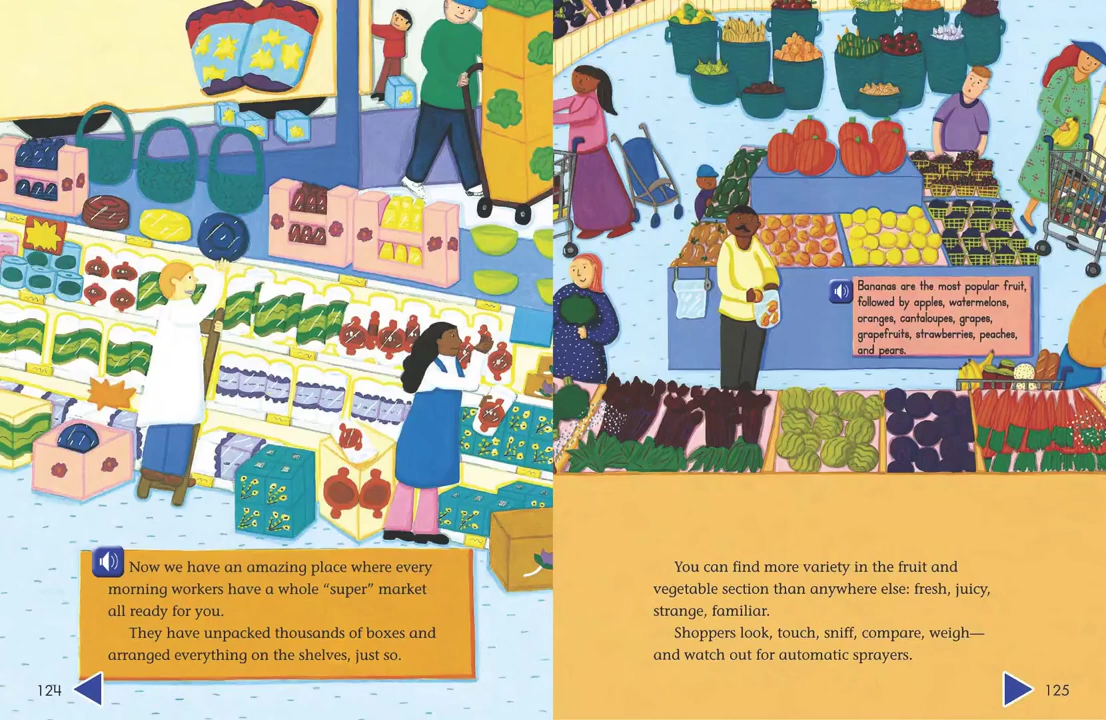 Now we have an amazing place where every
morning workers have a whole “super” market
all ready for you.
They have unpacked thousands of boxes and
arranged everything on the shelves, just so.
124
Bananas are the most popular fruit,
followed by apples, watermelons,
oranges, cantaloupes, grapes,
grapefruits, strawberries, peaches,
and pears.
You can find more variety in the fruit and
vegetable section than anywhere else: fresh, juicy,
strange, familiar.
Shoppers look, touch, sniff, compare, weigh—
and watch out for automatic sprayers.
125